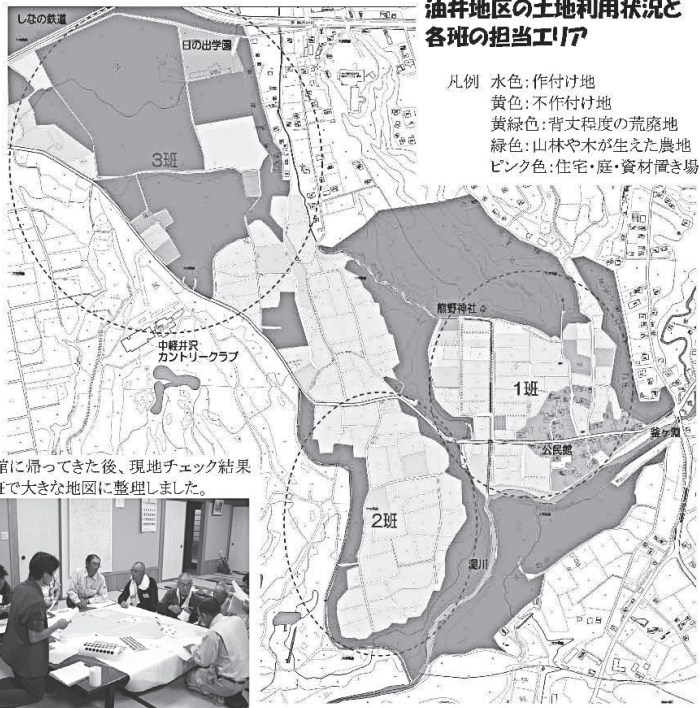 油井地区の土地利用状況と
各班の担当エリア
凡例 水色:作付け地
黄色:不作付け地
黄緑色:背丈程度の荒廃地
緑色:山林や木が生えた農地
ピンク色:住宅・庭・資材置き場
しなの鉄道
日の出学園
3班
中軽井沢
カントリークラブ
熊野神社
1班
公民館
釜ヶ淵
2班
湯川
館に帰ってきた後、現地チェック結果
班で大きな地図に整理しました。